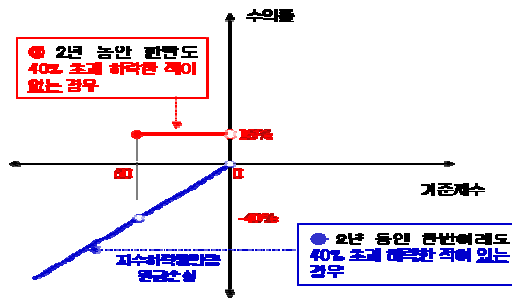 수익률
① 2년 동안 한번도
40% 초과 하락한 적이
없는 경우
기준지수
-40%
② 2년 동안 한번이라도
40% 초과 하락한 적이 있는
경우
지수하락률만큼
원금손실